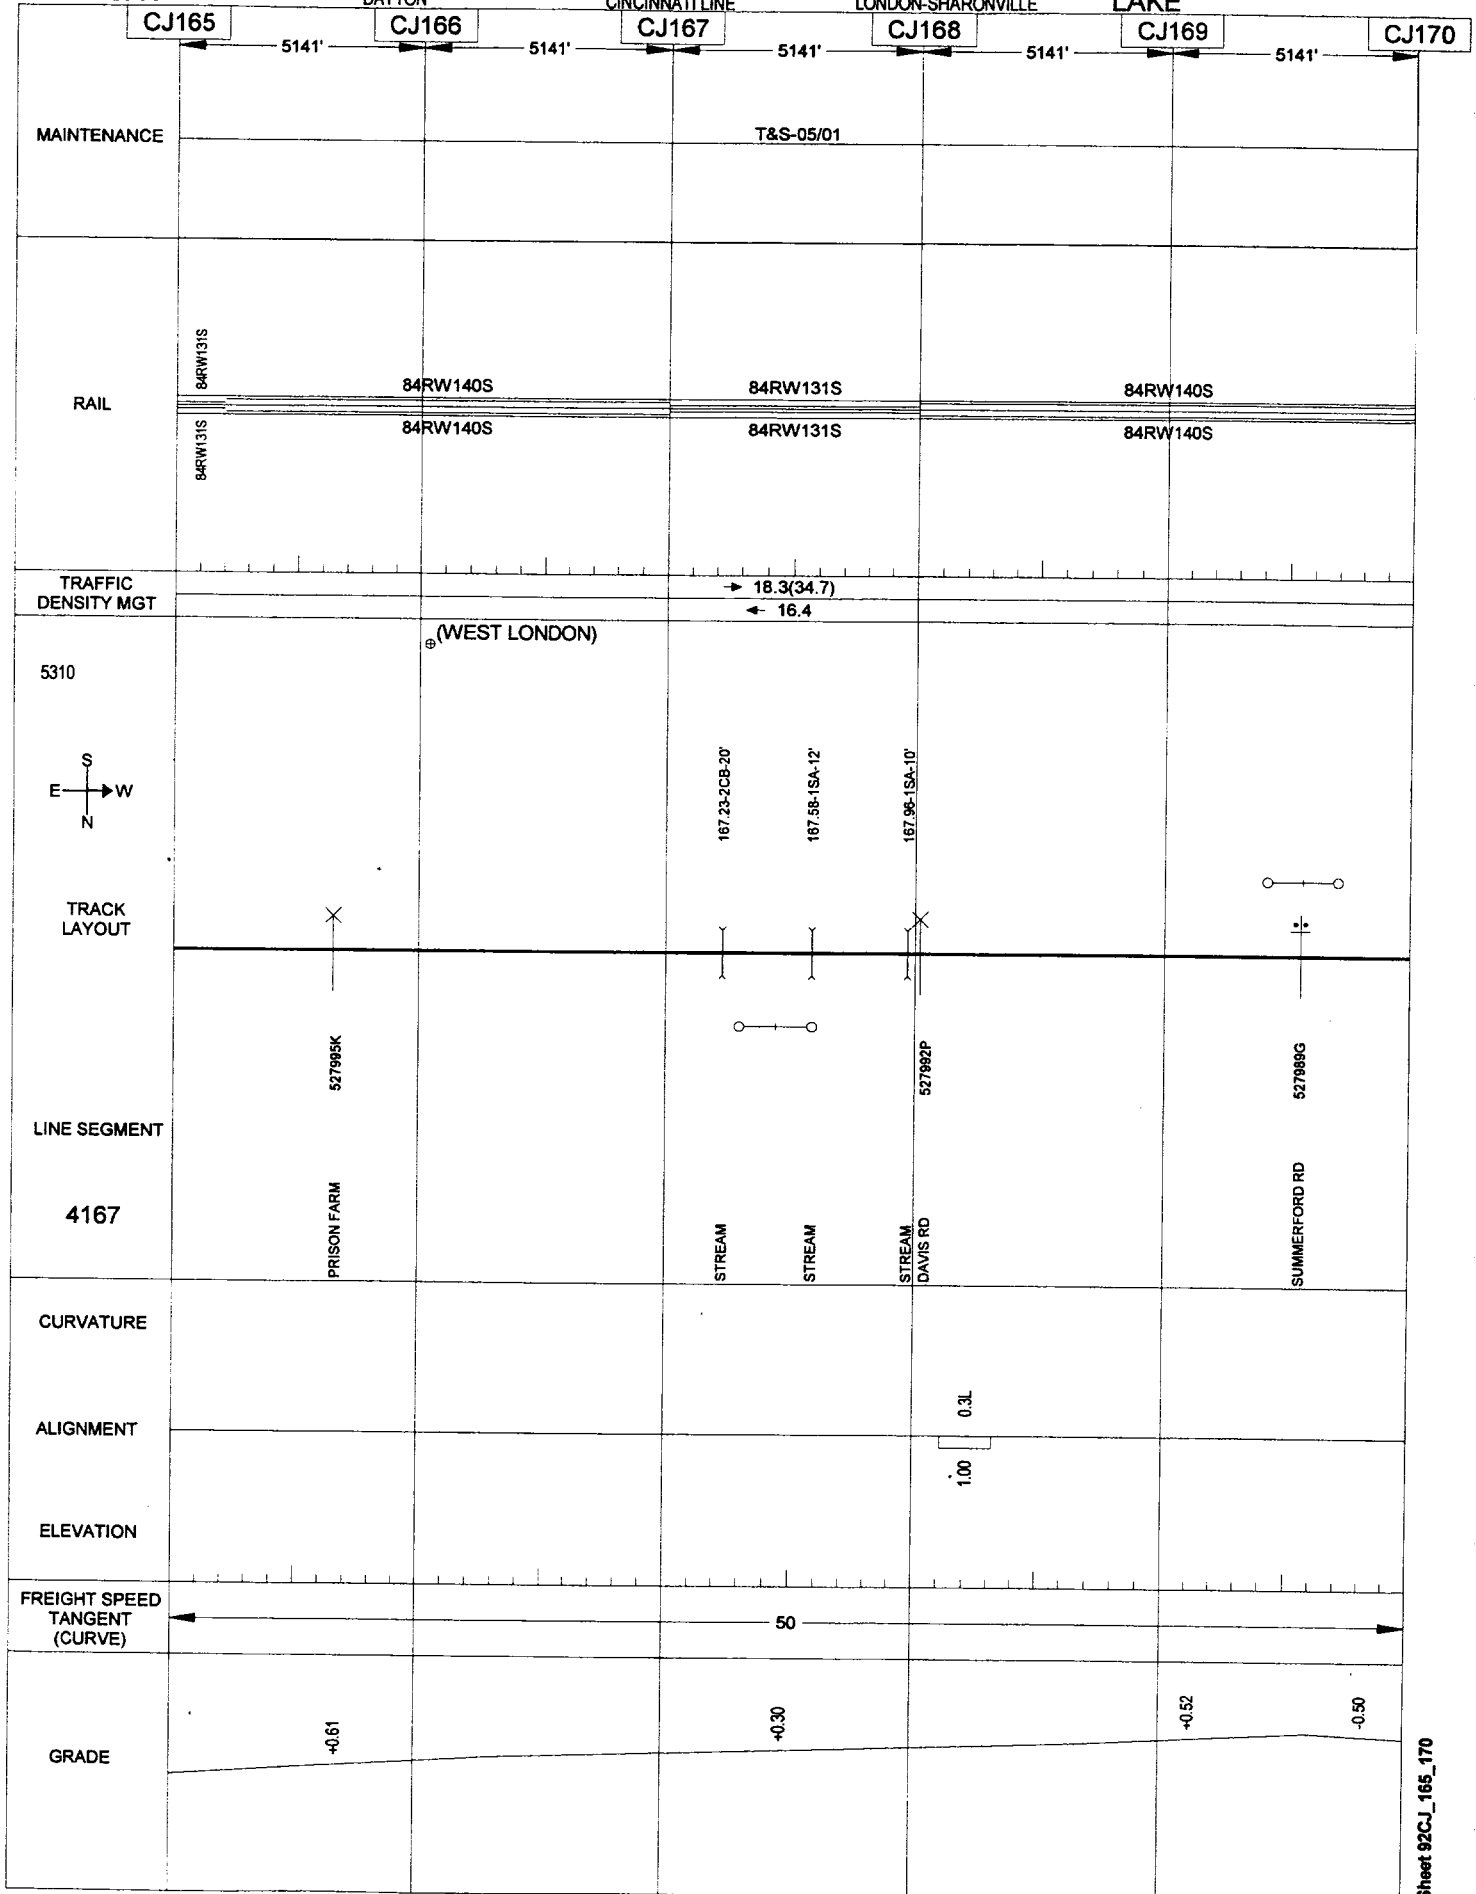 DAYTON CINCINNATI LINE LONDON-SHARONVILLE LAKE
CJ165 CJ166 CJ167 CJ168 CJ169 CJ170
5141' 5141' 5141' 5141' 5141'
MAINTENANCE T&S-05/01
84RW131S 84RW140S 84RW131S 84RW140S
RAIL
84RW131S 84RW140S 84RW131S 84RW140S
TRAFFIC
DENSITY MGT
18.3(34.7)
16.4
(WEST LONDON)
5310
S
E W
N
167.23-2CB-20'
167.58-1SA-12'
167.96-1SA-10'
TRACK
LAYOUT
527995K
527992P
527989G
LINE SEGMENT
4167
PRISON FARM
STREAM
STREAM
STREAM
DAVIS RD
SUMMERFORD RD
CURVATURE
0.3L
ALIGNMENT
1.00
ELEVATION
FREIGHT SPEED
TANGENT
(CURVE)
50
GRADE
+0.61
+0.30
+0.52
-0.50
Sheet 92CJ_165_170